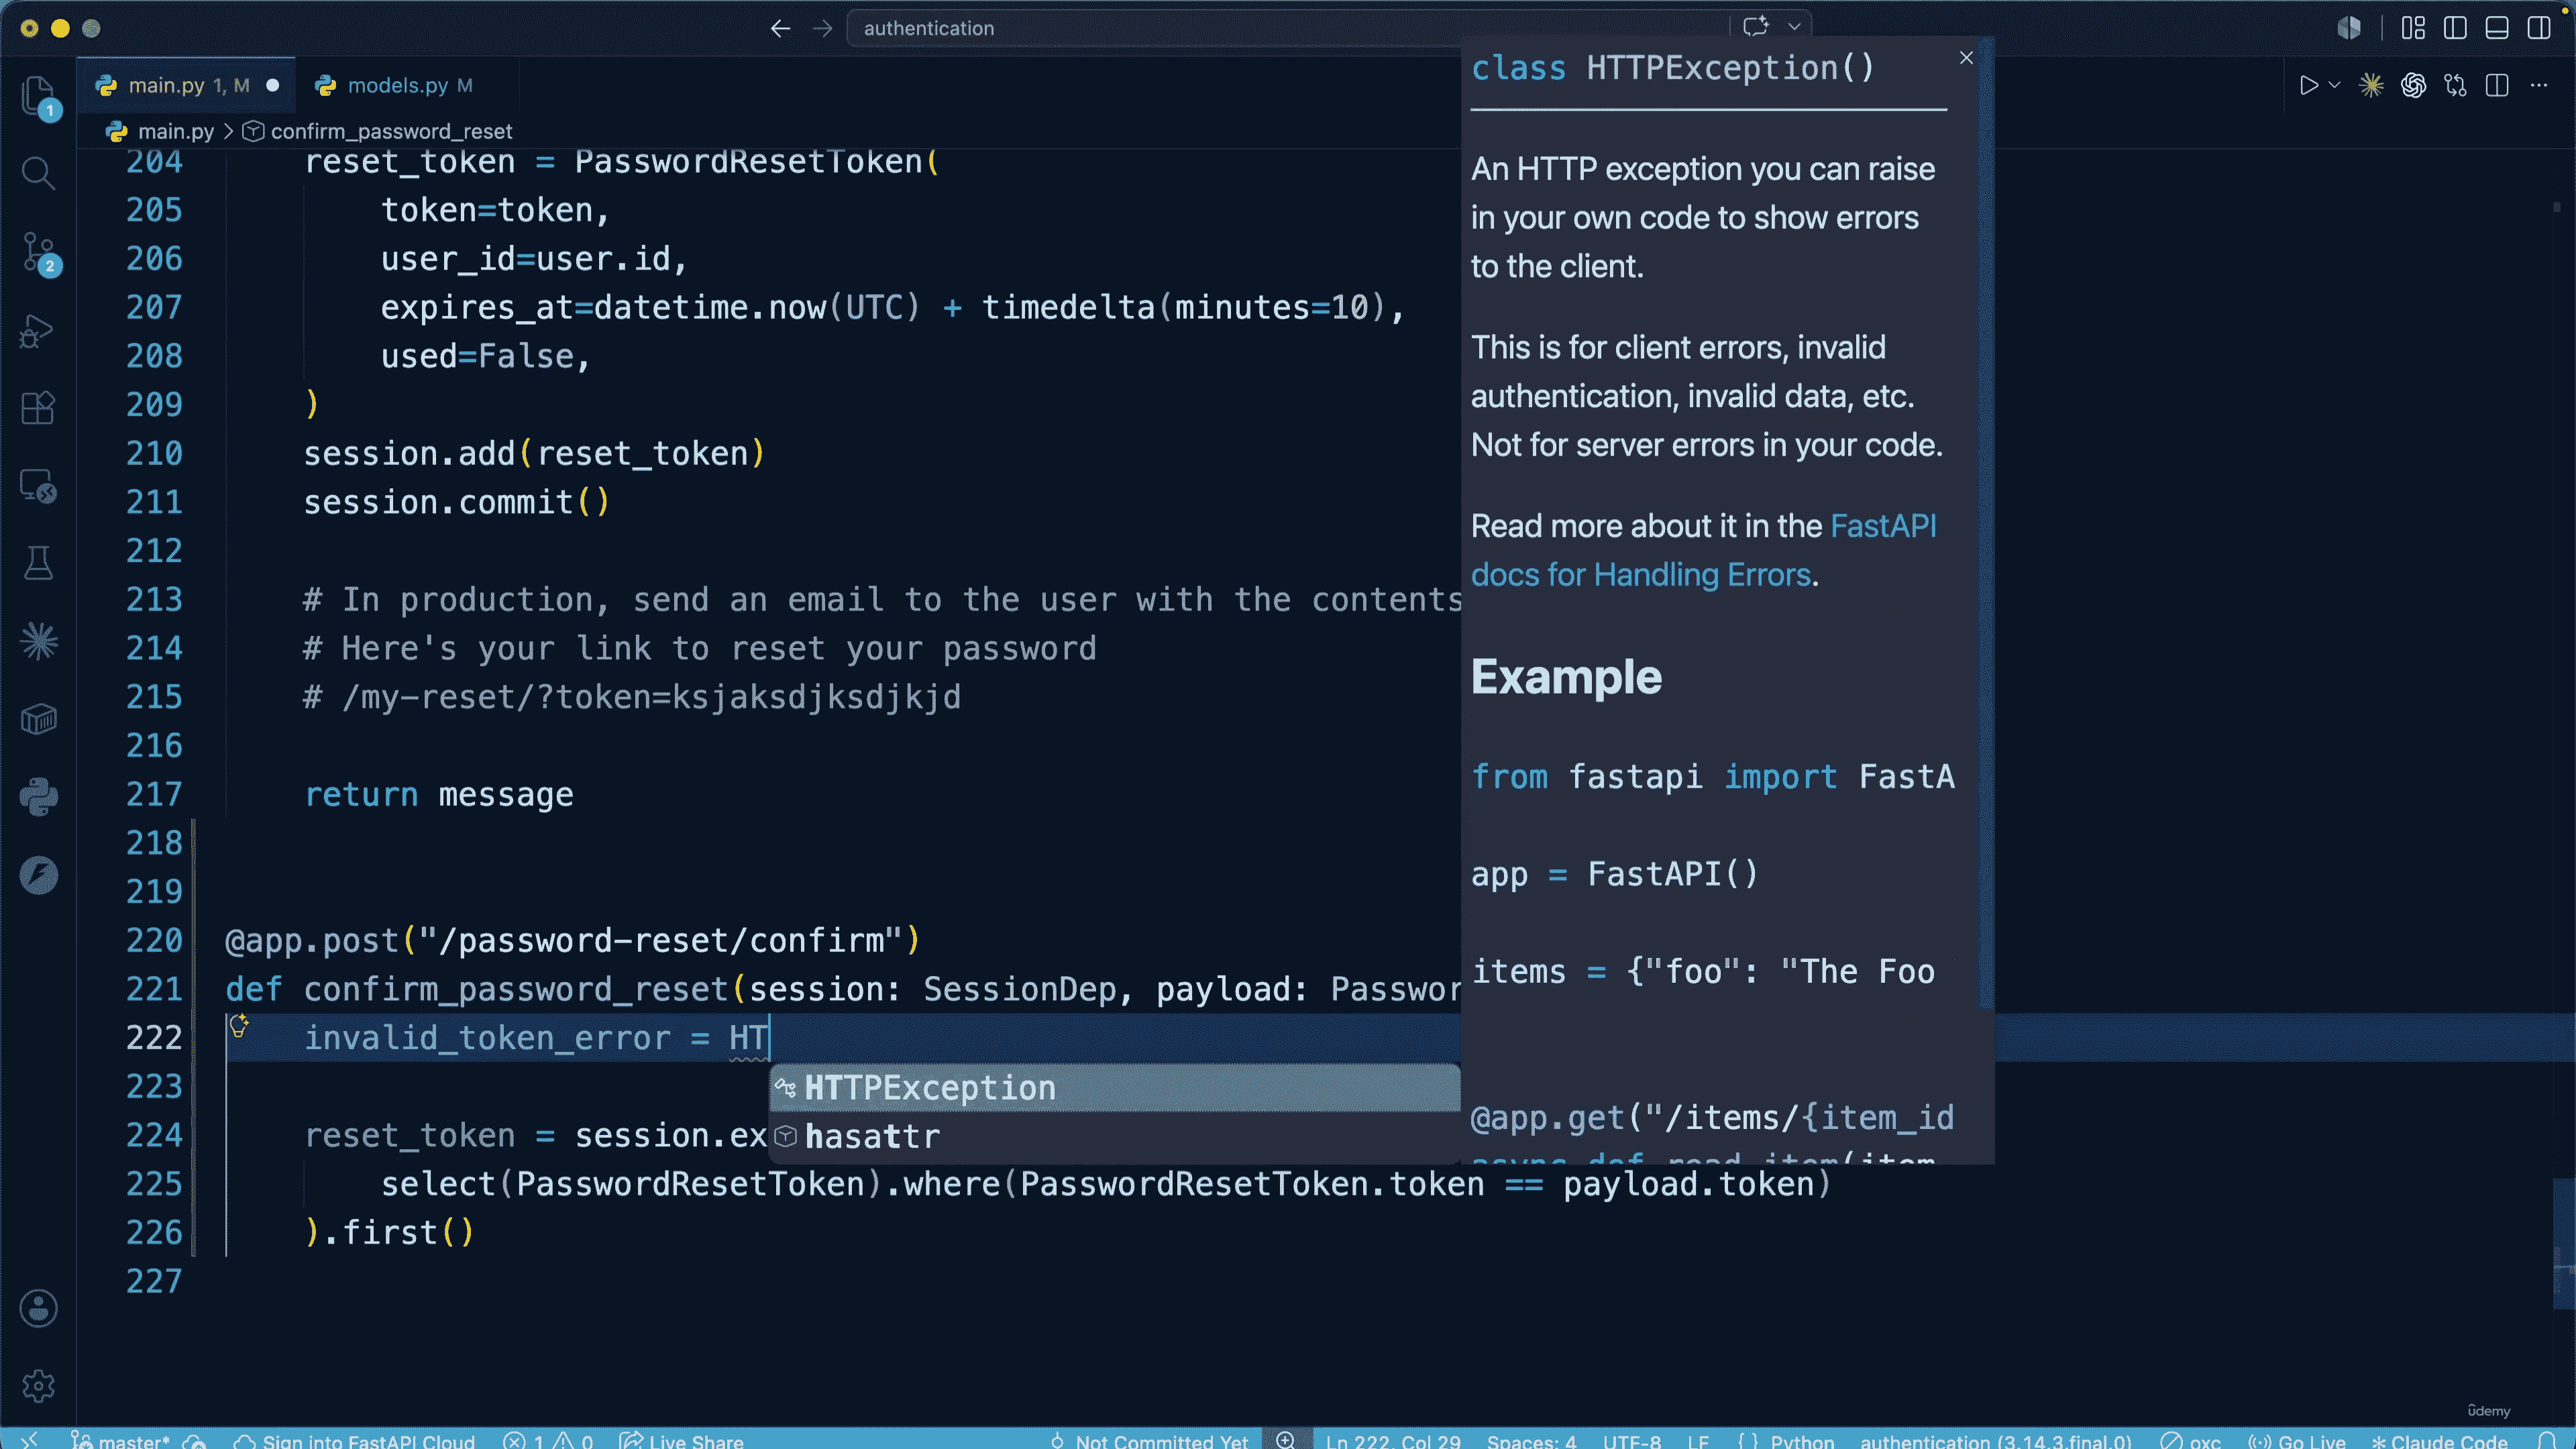 authentication
main.py 1, M
models.py M
main.py > confirm_password_reset
204 reset_token = PasswordResetToken(
205 token=token,
206 user_id=user.id,
207 expires_at=datetime.now(UTC) + timedelta(minutes=10),
208 used=False,
209 )
210 session.add(reset_token)
211 session.commit()
212
213 # In production, send an email to the user with the contents
214 # Here's your link to reset your password
215 # /my-reset/?token=ksjaksdjksdjkjd
216
217 return message
218
219
220 @app.post("/password-reset/confirm")
221 def confirm_password_reset(session: SessionDep, payload: Passwor
222 invalid_token_error = HT
223
224 reset_token = session.ex
225 select(PasswordResetToken).where(PasswordResetToken.token == payload.token)
226 ).first()
227
HTTPException
hasattr
class HTTPException()
An HTTP exception you can raise
in your own code to show errors
to the client.
This is for client errors, invalid
authentication, invalid data, etc.
Not for server errors in your code.
Read more about it in the FastAPI
docs for Handling Errors.
Example
from fastapi import FastA
app = FastAPI()
items = {"foo": "The Foo
@app.get("/items/{item_id
async def read_item(item
1
2
udemy
master* Sign into FastAPI Cloud 1 0 Live Share Not Committed Yet Ln 222, Col 29 Spaces: 4 UTF-8 LF { } Python authentication (3.14.3.final.0) oxc Go Live Claude Code